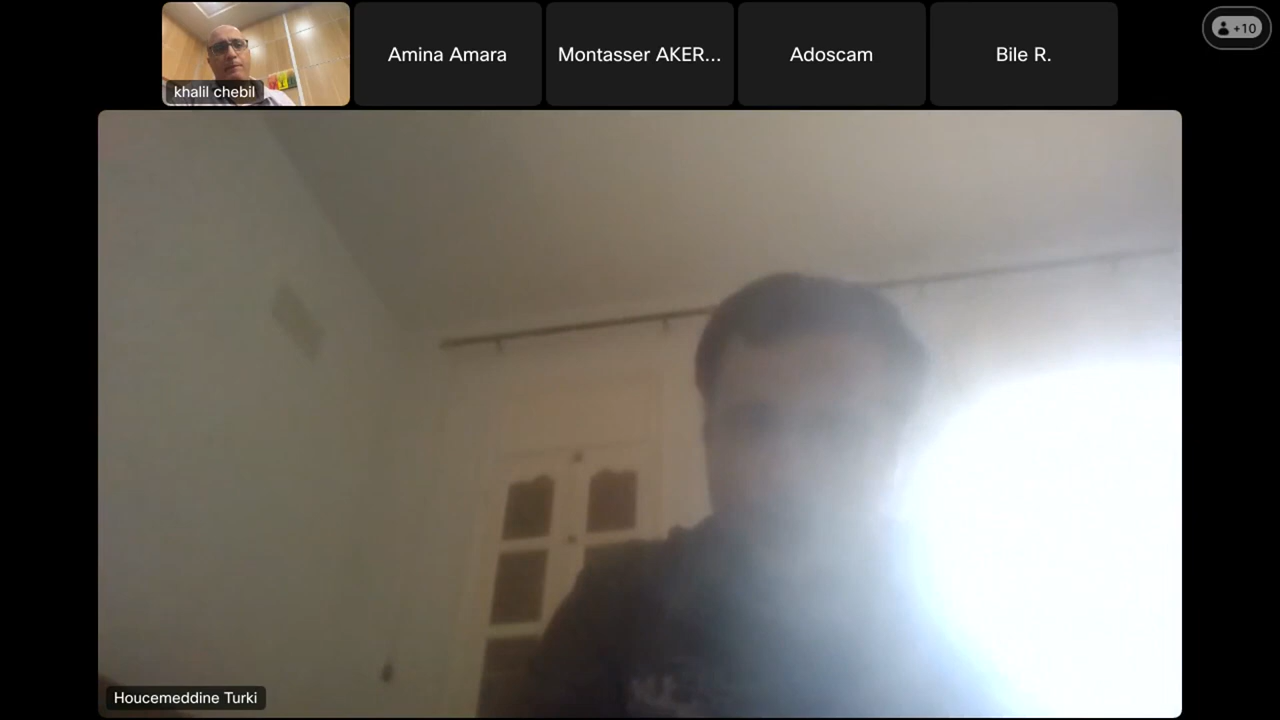 khalil chebil
Amina Amara
Montasser AKER...
Adoscam
Bile R.
+10
Houcemeddine Turki